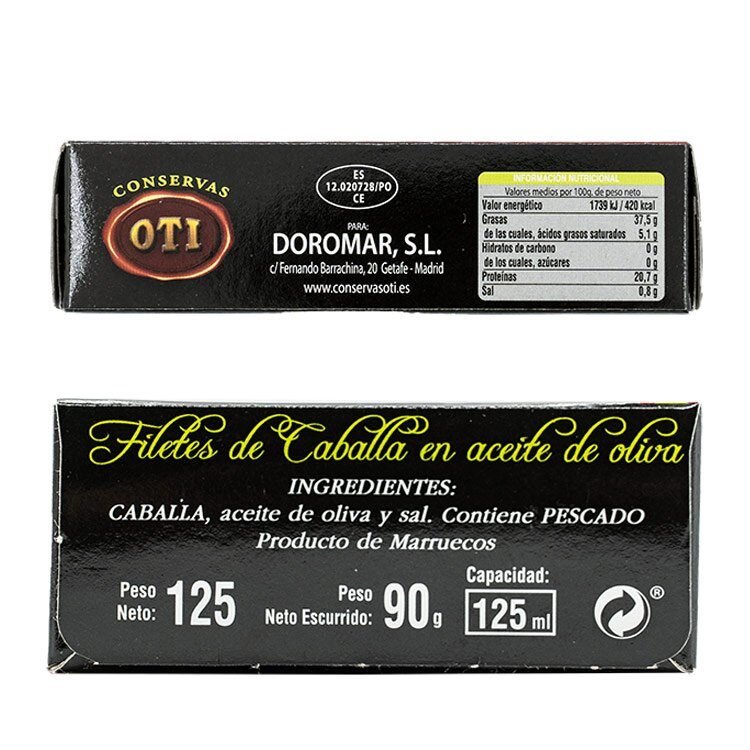 CONSERVAS
OTI
ES
12.020728/PO
CE
PARA:
DOROMAR, S.L.
c/ Fernando Barrachina, 20 Getafe - Madrid
www.conservasoti.es
INFORMACIÓN NUTRICIONAL
Valores medios por 100g. de peso neto
Valor energético 1739 kJ / 420 kcal
Grasas 37,5 g
de las cuales, ácidos grasos saturados 5,1 g
Hidratos de carbono 0 g
de los cuales, azúcares 0 g
Proteínas 20,7 g
Sal 0,8 g
Filetes de Caballa en aceite de oliva
INGREDIENTES:
CABALLA, aceite de oliva y sal. Contiene PESCADO
Producto de Marruecos
Peso Neto: 125
Peso Neto Escurrido: 90 g
Capacidad:
125 ml
®